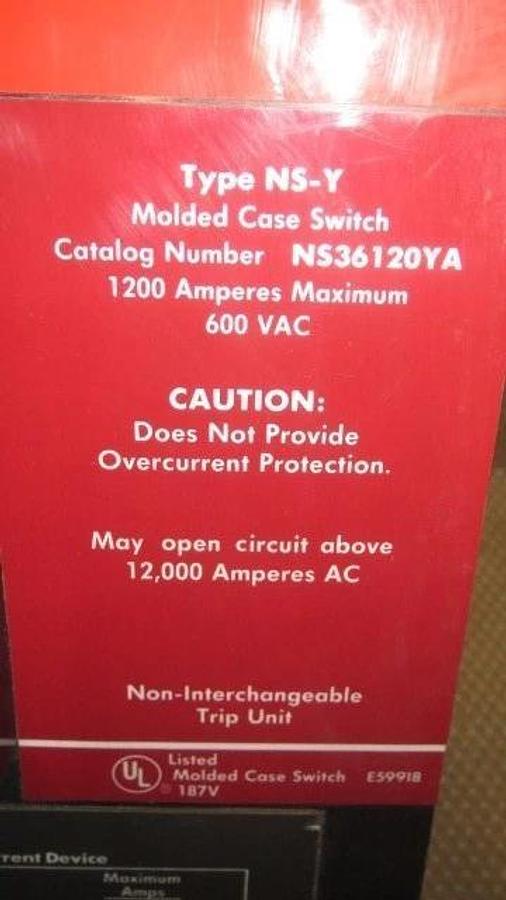 Type NS-Y
Molded Case Switch
Catalog Number NS36120YA
1200 Amperes Maximum
600 VAC
CAUTION:
Does Not Provide
Overcurrent Protection.
May open circuit above
12,000 Amperes AC
Non-Interchangeable
Trip Unit
UL Listed
Molded Case Switch E59918
187V
rent Device
Maximum
Amps